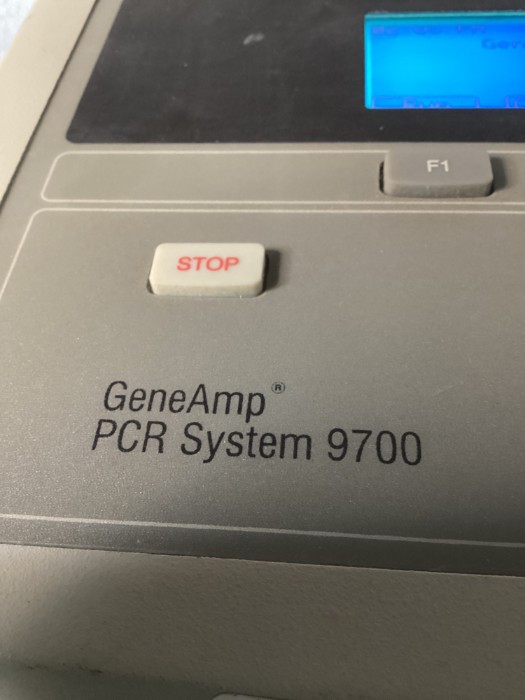 F1
STOP
GeneAmp®
PCR System 9700